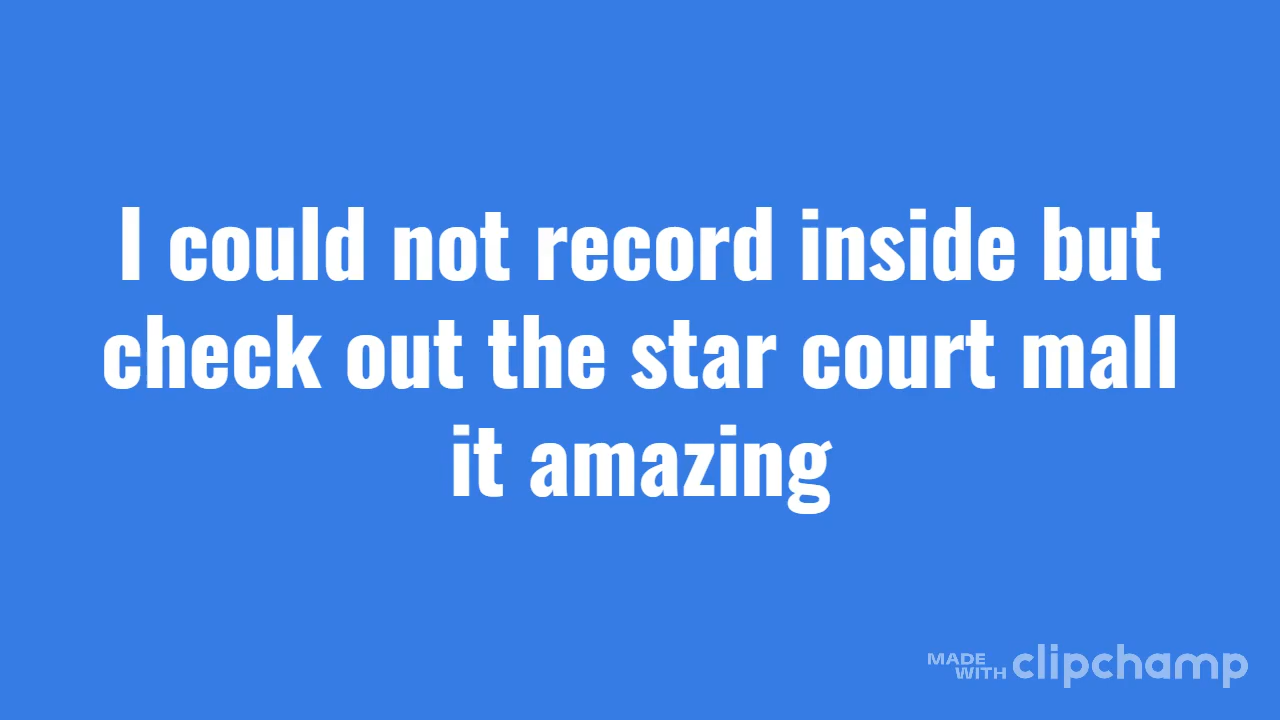 I could not record inside but
check out the star court mall
it amazing
MADE
WITH clipchamp